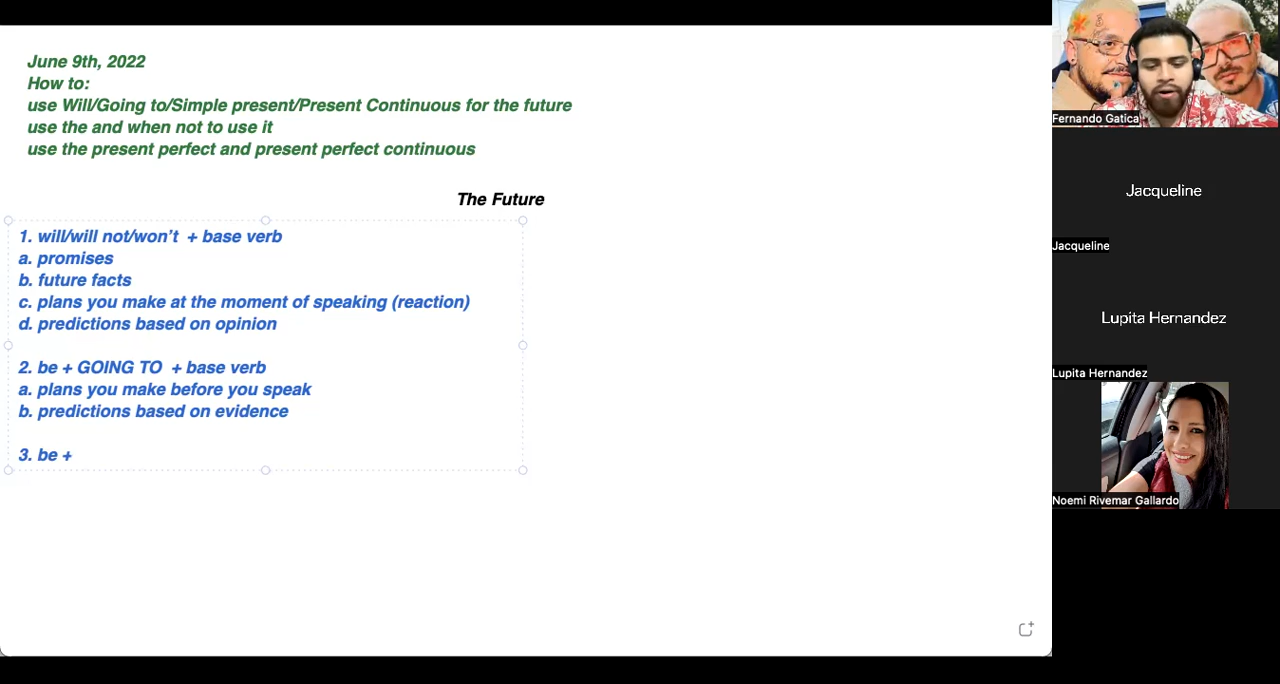 June 9th, 2022
How to:
use Will/Going to/Simple present/Present Continuous for the future
use the and when not to use it
use the present perfect and present perfect continuous
The Future
1. will/will not/won't + base verb
a. promises
b. future facts
c. plans you make at the moment of speaking (reaction)
d. predictions based on opinion
2. be + GOING TO + base verb
a. plans you make before you speak
b. predictions based on evidence
3. be +
Fernando Gatica
Jacqueline
Jacqueline
Lupita Hernandez
Lupita Hernandez
Noemi Rivemar Gallardo